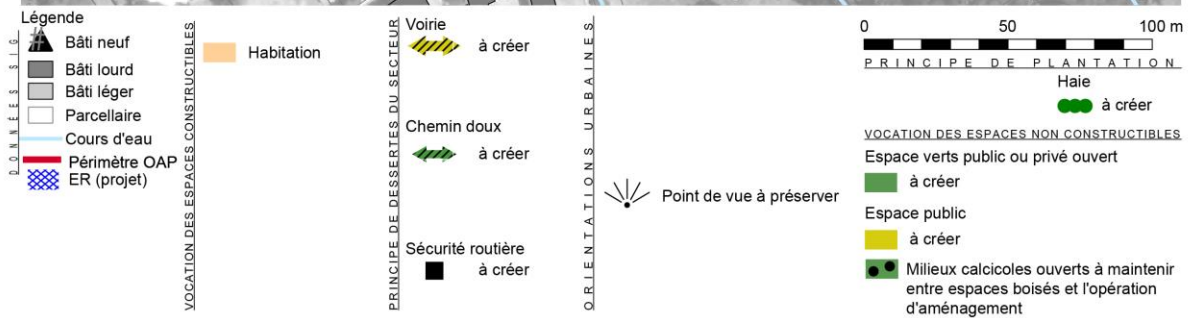 Légende
DONNEES SIG
Bâti neuf
Bâti lourd
Bâti léger
Parcellaire
Cours d'eau
Périmètre OAP
ER (projet)
VOCATION DES ESPACES CONSTRUCTIBLES
Habitation
PRINCIPE DE DESSERTES DU SECTEUR
Voirie
à créer
Chemin doux
à créer
Sécurité routière
à créer
ORIENTATIONS URBAINES
Point de vue à préserver
0 50 100 m
PRINCIPE DE PLANTATION
Haie
à créer
VOCATION DES ESPACES NON CONSTRUCTIBLES
Espace verts public ou privé ouvert
à créer
Espace public
à créer
Milieux calcicoles ouverts à maintenir
entre espaces boisés et l'opération
d'aménagement